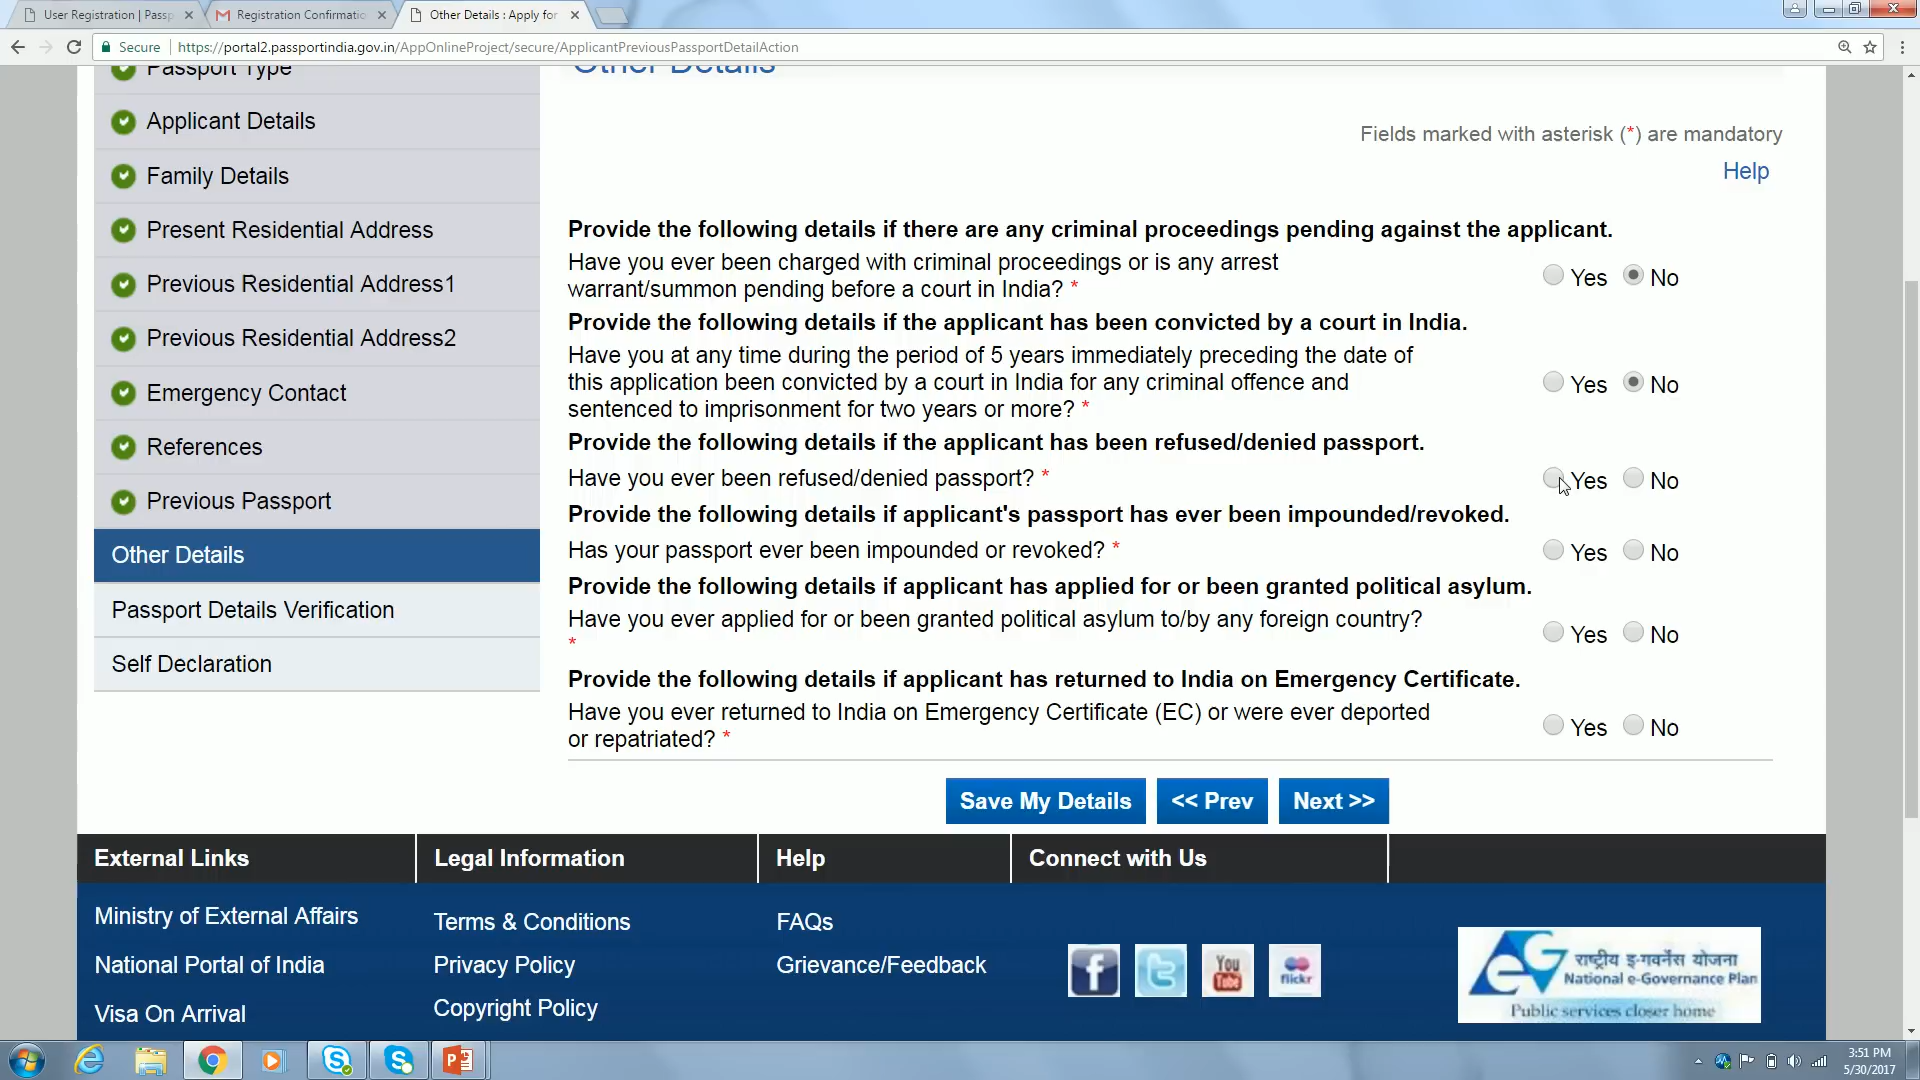 User Registration | Passp
Registration Confirmatio
Other Details : Apply for
Secure
https://portal2.passportindia.gov.in/AppOnlineProject/secure/ApplicantPreviousPassportDetailAction
Passport Type
Applicant Details
Family Details
Present Residential Address
Previous Residential Address1
Previous Residential Address2
Emergency Contact
References
Previous Passport
Other Details
Passport Details Verification
Self Declaration
Other Details
Fields marked with asterisk (*) are mandatory
Help
Provide the following details if there are any criminal proceedings pending against the applicant.
Have you ever been charged with criminal proceedings or is any arrest
warrant/summon pending before a court in India? *
Yes No
Provide the following details if the applicant has been convicted by a court in India.
Have you at any time during the period of 5 years immediately preceding the date of
this application been convicted by a court in India for any criminal offence and
sentenced to imprisonment for two years or more? *
Yes No
Provide the following details if the applicant has been refused/denied passport.
Have you ever been refused/denied passport? *
Yes No
Provide the following details if applicant's passport has ever been impounded/revoked.
Has your passport ever been impounded or revoked? *
Yes No
Provide the following details if applicant has applied for or been granted political asylum.
Have you ever applied for or been granted political asylum to/by any foreign country?
*
Yes No
Provide the following details if applicant has returned to India on Emergency Certificate.
Have you ever returned to India on Emergency Certificate (EC) or were ever deported
or repatriated? *
Yes No
Save My Details
<< Prev
Next >>
External Links
Legal Information
Help
Connect with Us
Ministry of External Affairs
National Portal of India
Visa On Arrival
Terms & Conditions
Privacy Policy
Copyright Policy
FAQs
Grievance/Feedback
f
t
You
Tube
flickr
eG
राष्ट्रीय इ-गवर्नेंस योजना
National e-Governance Plan
Public services closer home
3:51 PM
5/30/2017